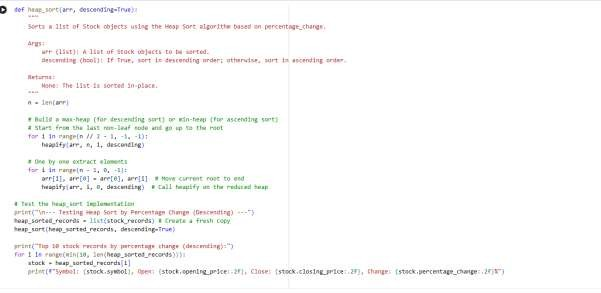 def heap_sort(arr, descending=True):
    """
    Sorts a list of Stock objects using the Heap Sort algorithm based on percentage_change.

    Args:
        arr (list): A list of Stock objects to be sorted.
        descending (bool): If True, sort in descending order; otherwise, sort in ascending order.

    Returns:
        None: The list is sorted in-place.
    """
    n = len(arr)

    # Build a max-heap (for descending sort) or min-heap (for ascending sort)
    # Start from the last non-leaf node and go up to the root
    for i in range(n // 2 - 1, -1, -1):
        heapify(arr, n, i, descending)

    # One by one extract elements
    for i in range(n - 1, 0, -1):
        arr[i], arr[0] = arr[0], arr[i]  # Move current root to end
        heapify(arr, i, 0, descending)  # Call heapify on the reduced heap

# Test the heap_sort implementation
print("\n--- Testing Heap Sort by Percentage Change (Descending) ---")
heap_sorted_records = list(stock_records) # Create a fresh copy
heap_sort(heap_sorted_records, descending=True)

print("Top 10 stock records by percentage change (descending):")
for i in range(min(10, len(heap_sorted_records))):
    stock = heap_sorted_records[i]
    print(f"Symbol: {stock.symbol}, Open: {stock.opening_price:.2f}, Close: {stock.closing_price:.2f}, Change: {stock.percentage_change:.2f}%")